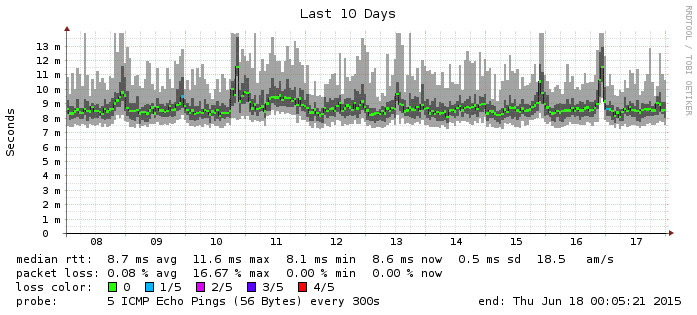 Last 10 Days
RRDTOOL / TOBI OETIKER
Seconds
13 m
12 m
11 m
10 m
9 m
8 m
7 m
6 m
5 m
4 m
3 m
2 m
1 m
0
08 09 10 11 12 13 14 15 16 17
median rtt: 8.7 ms avg 11.6 ms max 8.1 ms min 8.6 ms now 0.5 ms sd 18.5 am/s
packet loss: 0.08 % avg 16.67 % max 0.00 % min 0.00 % now
loss color: 0 1/5 2/5 3/5 4/5
probe: 5 ICMP Echo Pings (56 Bytes) every 300s end: Thu Jun 18 00:05:21 2015